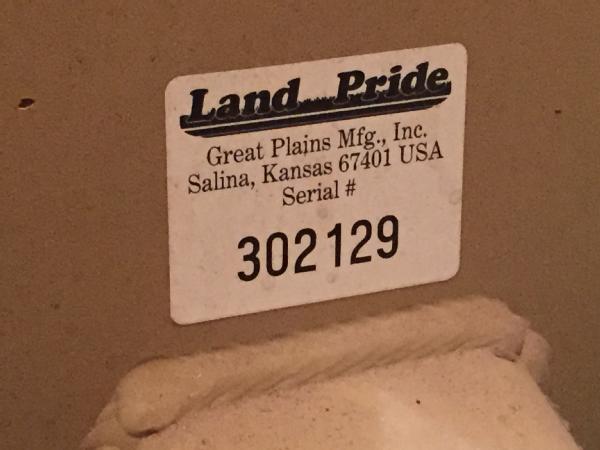 Land Pride
Great Plains Mfg., Inc.
Salina, Kansas 67401 USA
Serial #
302129